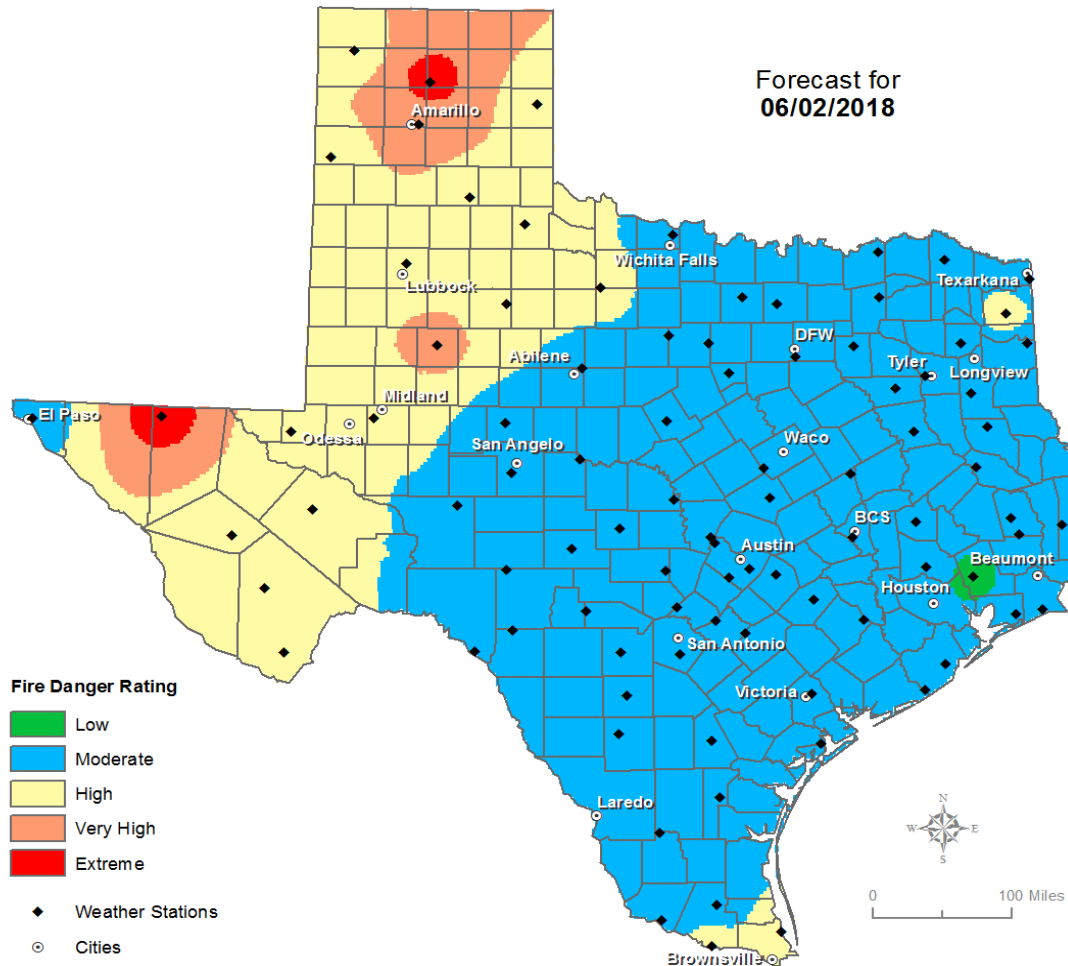 Forecast for
06/02/2018
Amarillo
Wichita Falls
Texarkana
Lubbock
DFW
Abilene
Tyler
Longview
El Paso
Midland
Odessa
San Angelo
Waco
BCS
Austin
Beaumont
Houston
San Antonio
Victoria
Laredo
Brownsville
Fire Danger Rating
Low
Moderate
High
Very High
Extreme
Weather Stations
Cities
N
W E
S
0 100 Miles